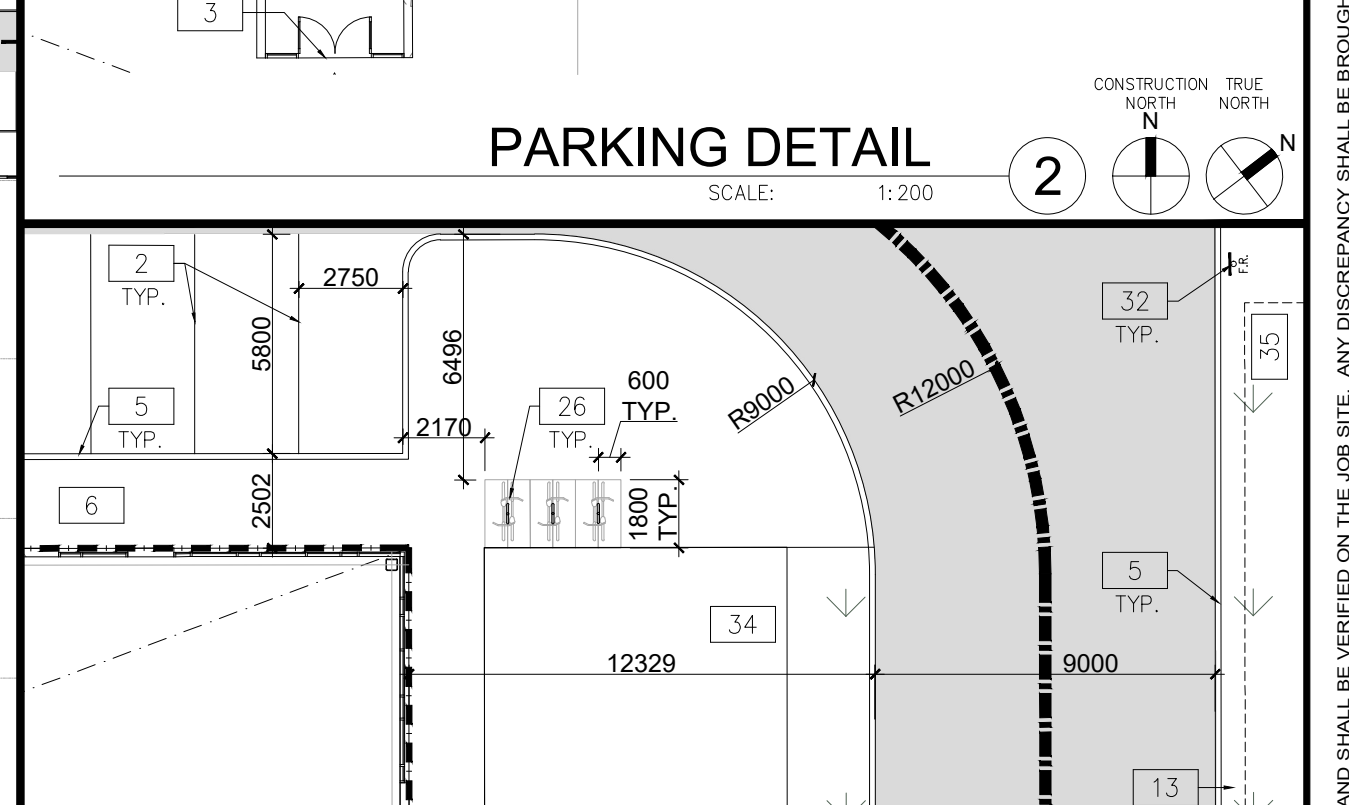 3
CONSTRUCTION NORTH
TRUE NORTH
N
N
PARKING DETAIL
2
SCALE: 1:200
2
TYP.
2750
5800
6496
5
TYP.
2170
26
TYP.
600
TYP.
R9000
R12000
32
TYP.
F.R.
35
6
2502
1800
TYP.
34
5
TYP.
12329
9000
13
AND SHALL BE VERIFIED ON THE JOB SITE. ANY DISCREPANCY SHALL BE BROUGH